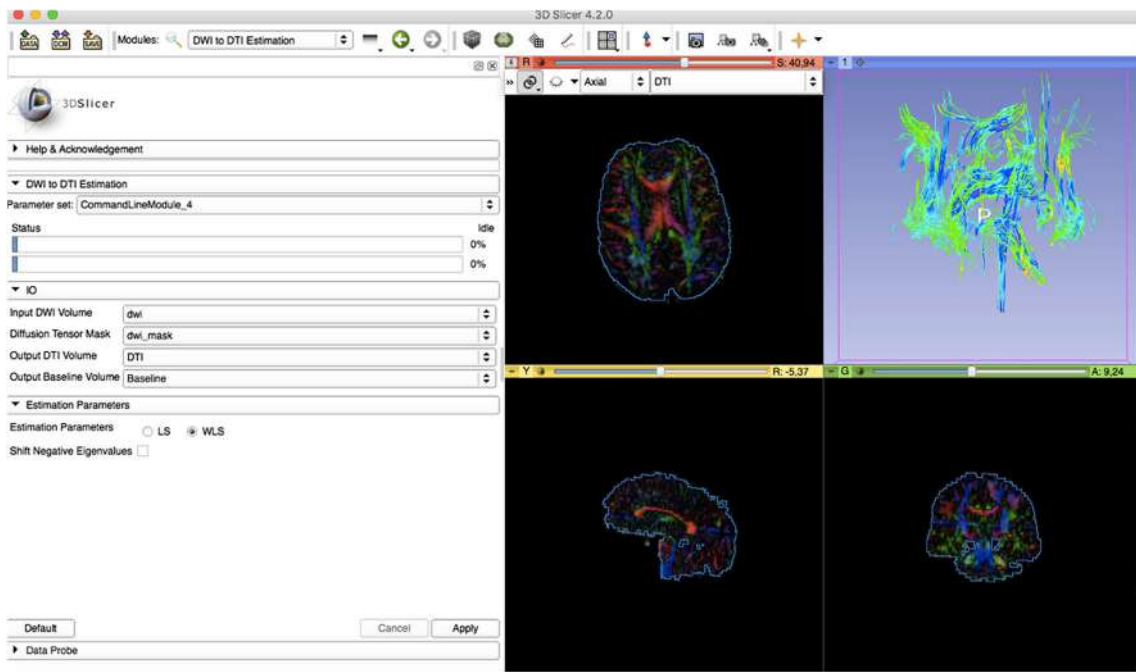 3D Slicer 4.2.0
DATA DCM SAVE Modules: DWI to DTI Estimation
R S: 40,94 1
Axial DTI
3DSlicer
Help & Acknowledgement
DWI to DTI Estimation
Parameter set: CommandLineModule_4
Status Idle
0%
0%
IO
Input DWI Volume dwi
Diffusion Tensor Mask dwi_mask
Output DTI Volume DTI
Output Baseline Volume Baseline
Estimation Parameters
Estimation Parameters LS WLS
Shift Negative Eigenvalues
Default Cancel Apply
Data Probe
P
Y R: -5,37 G A: 9,24